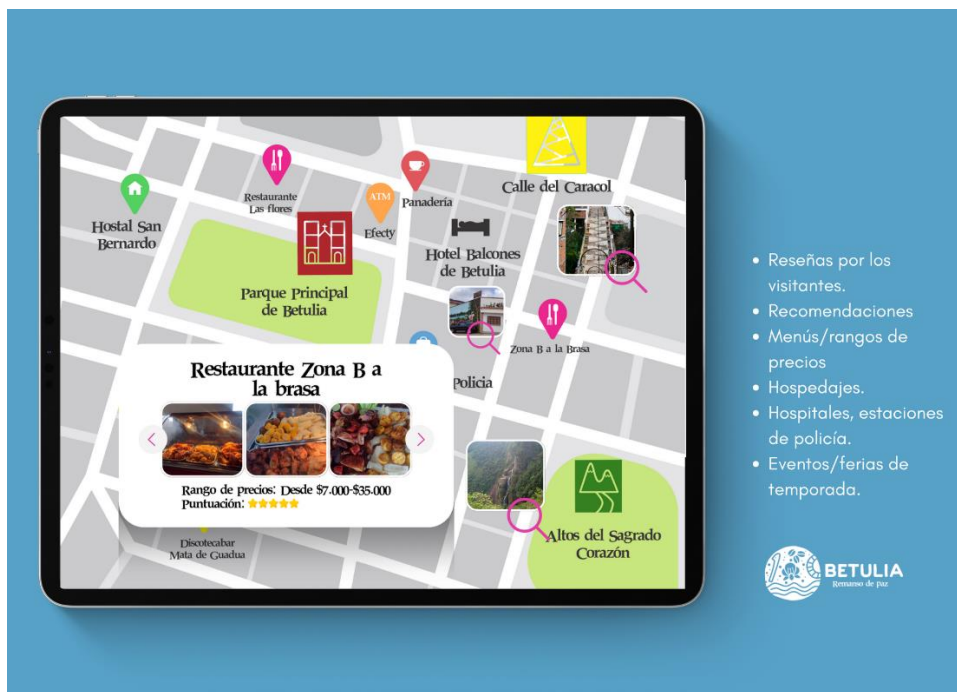 Calle del Caracol
Restaurante
Las flores
ATM
Panadería
Efecty
Hostal San
Bernardo
Hotel Balcones
de Betulia
Parque Principal
de Betulia
Zona B a la Brasa
Policia
Restaurante Zona B a
la brasa
Rango de precios: Desde $7.000-$35.000
Puntuación:
Discotecabar
Mata de Guadua
Altos del Sagrado
Corazón
• Reseñas por los
visitantes.
• Recomendaciones
• Menús/rangos de
precios
• Hospedajes.
• Hospitales, estaciones
de policía.
• Eventos/ferias de
temporada.
BETULIA
Remanso de paz